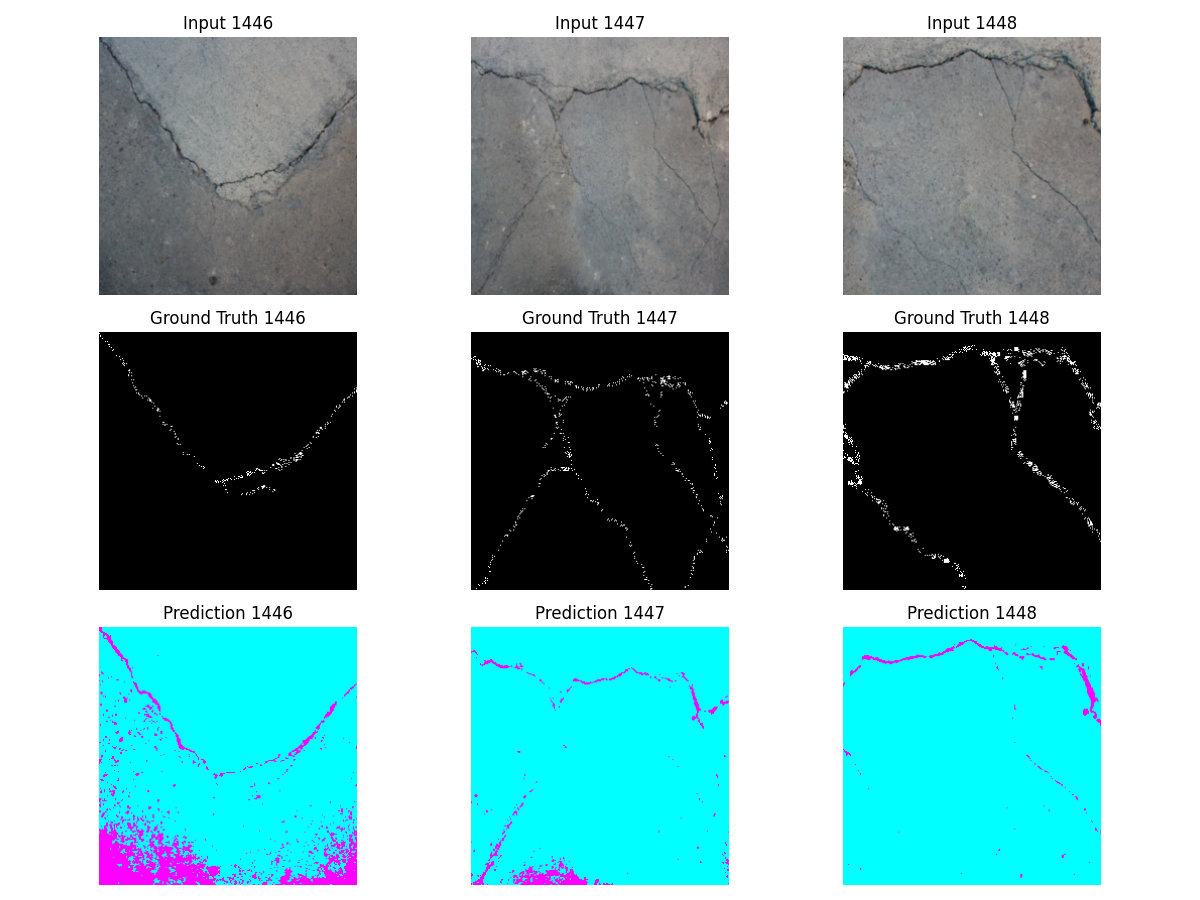 Input 1446
Input 1447
Input 1448
Ground Truth 1446
Ground Truth 1447
Ground Truth 1448
Prediction 1446
Prediction 1447
Prediction 1448